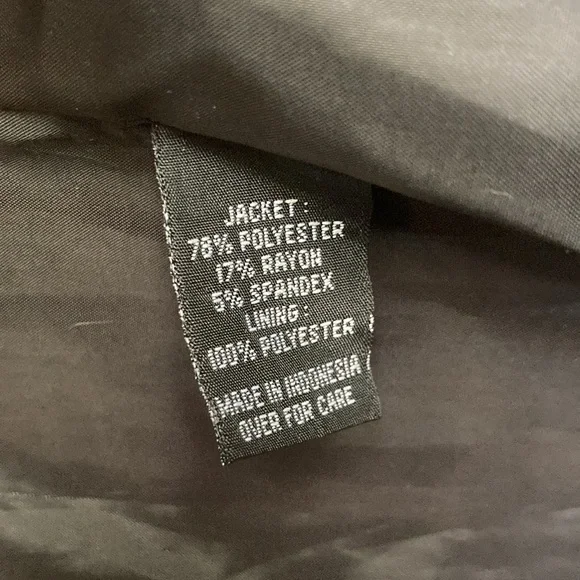 JACKET:
78% POLYESTER
17% RAYON
5% SPANDEX
LINING:
100% POLYESTER
MADE IN INDONESIA
OVER FOR CARE